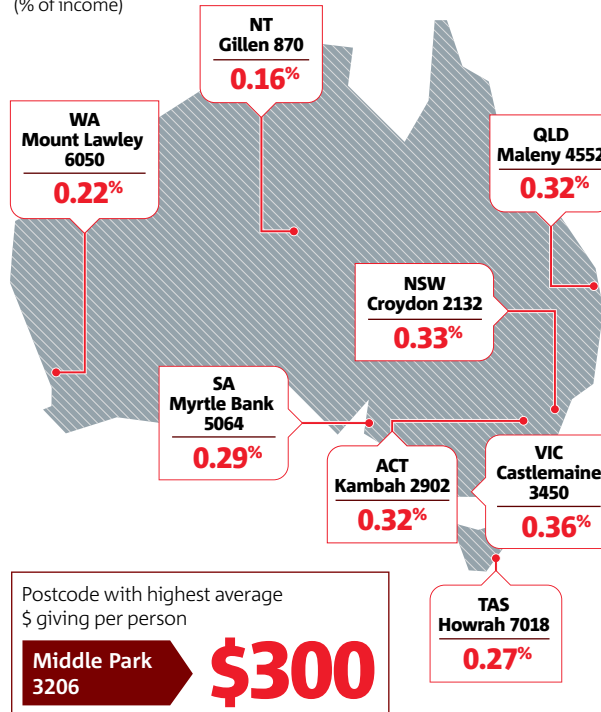 (% of income)
NT
Gillen 870
0.16%
WA
Mount Lawley
6050
0.22%
QLD
Maleny 4552
0.32%
NSW
Croydon 2132
0.33%
SA
Myrtle Bank
5064
0.29%
ACT
Kambah 2902
0.32%
VIC
Castlemaine
3450
0.36%
TAS
Howrah 7018
0.27%
Postcode with highest average
$ giving per person
Middle Park
3206
$300